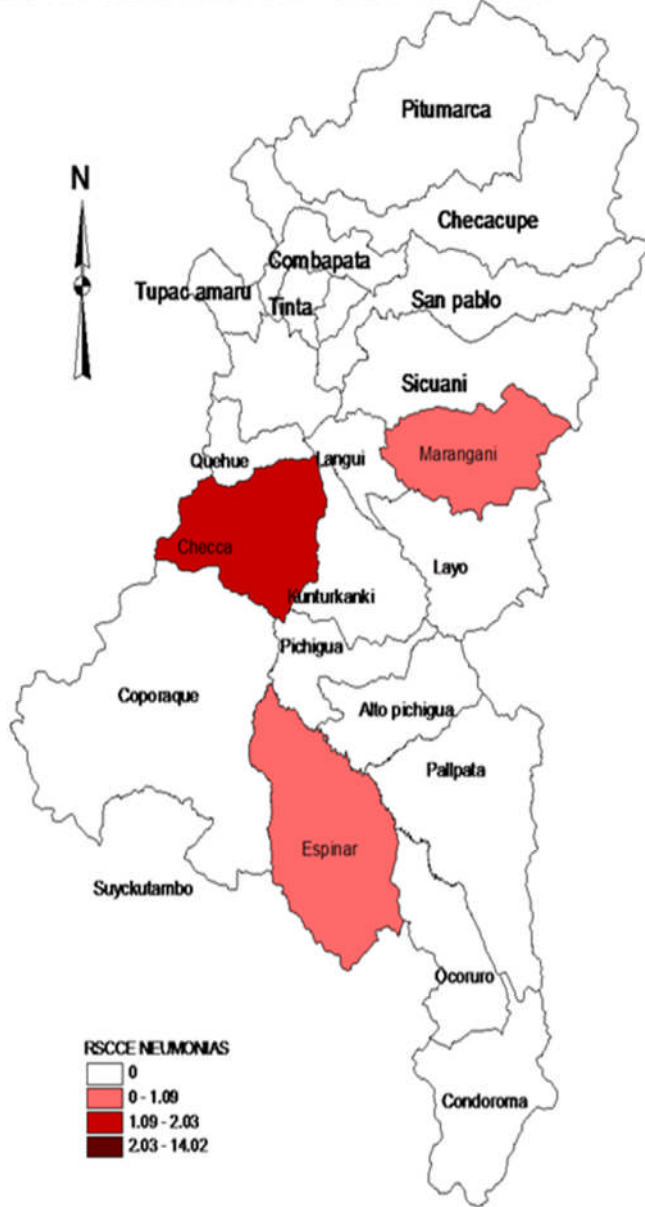 Pitumarca
N
Checacupe
Combapata
Tupac amaru
Tinta
San pablo
Sicuani
Marangani
Quehue
Langui
Checca
Layo
Kunturkanki
Pichigua
Coporaque
Alto pichigua
Pallpata
Espinar
Suyckutambo
Ocoruro
RSCCE NEUMONIAS
0
0 - 1.09
1.09 - 2.03
2.03 - 14.02
Condoroma